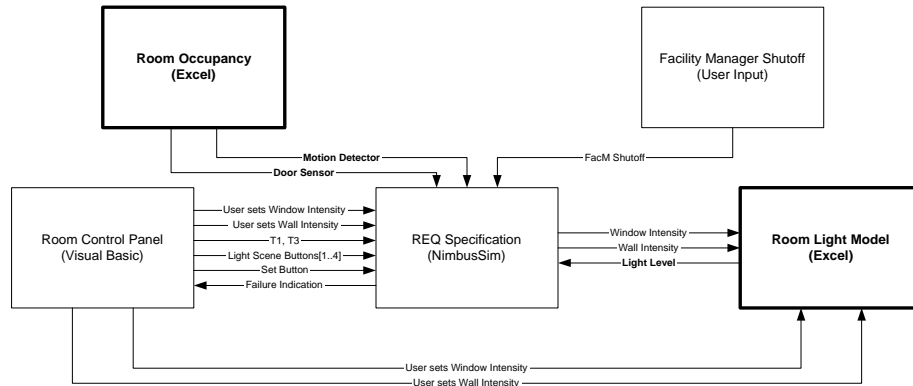 Room Occupancy
(Excel)
Facility Manager Shutoff
(User Input)
Motion Detector
FacM Shutoff
Door Sensor
Room Control Panel
(Visual Basic)
User sets Window Intensity
User sets Wall Intensity
T1, T3
Light Scene Buttons[1..4]
Set Button
Failure Indication
REQ Specification
(NimbusSim)
Window Intensity
Wall Intensity
Light Level
Room Light Model
(Excel)
User sets Window Intensity
User sets Wall Intensity